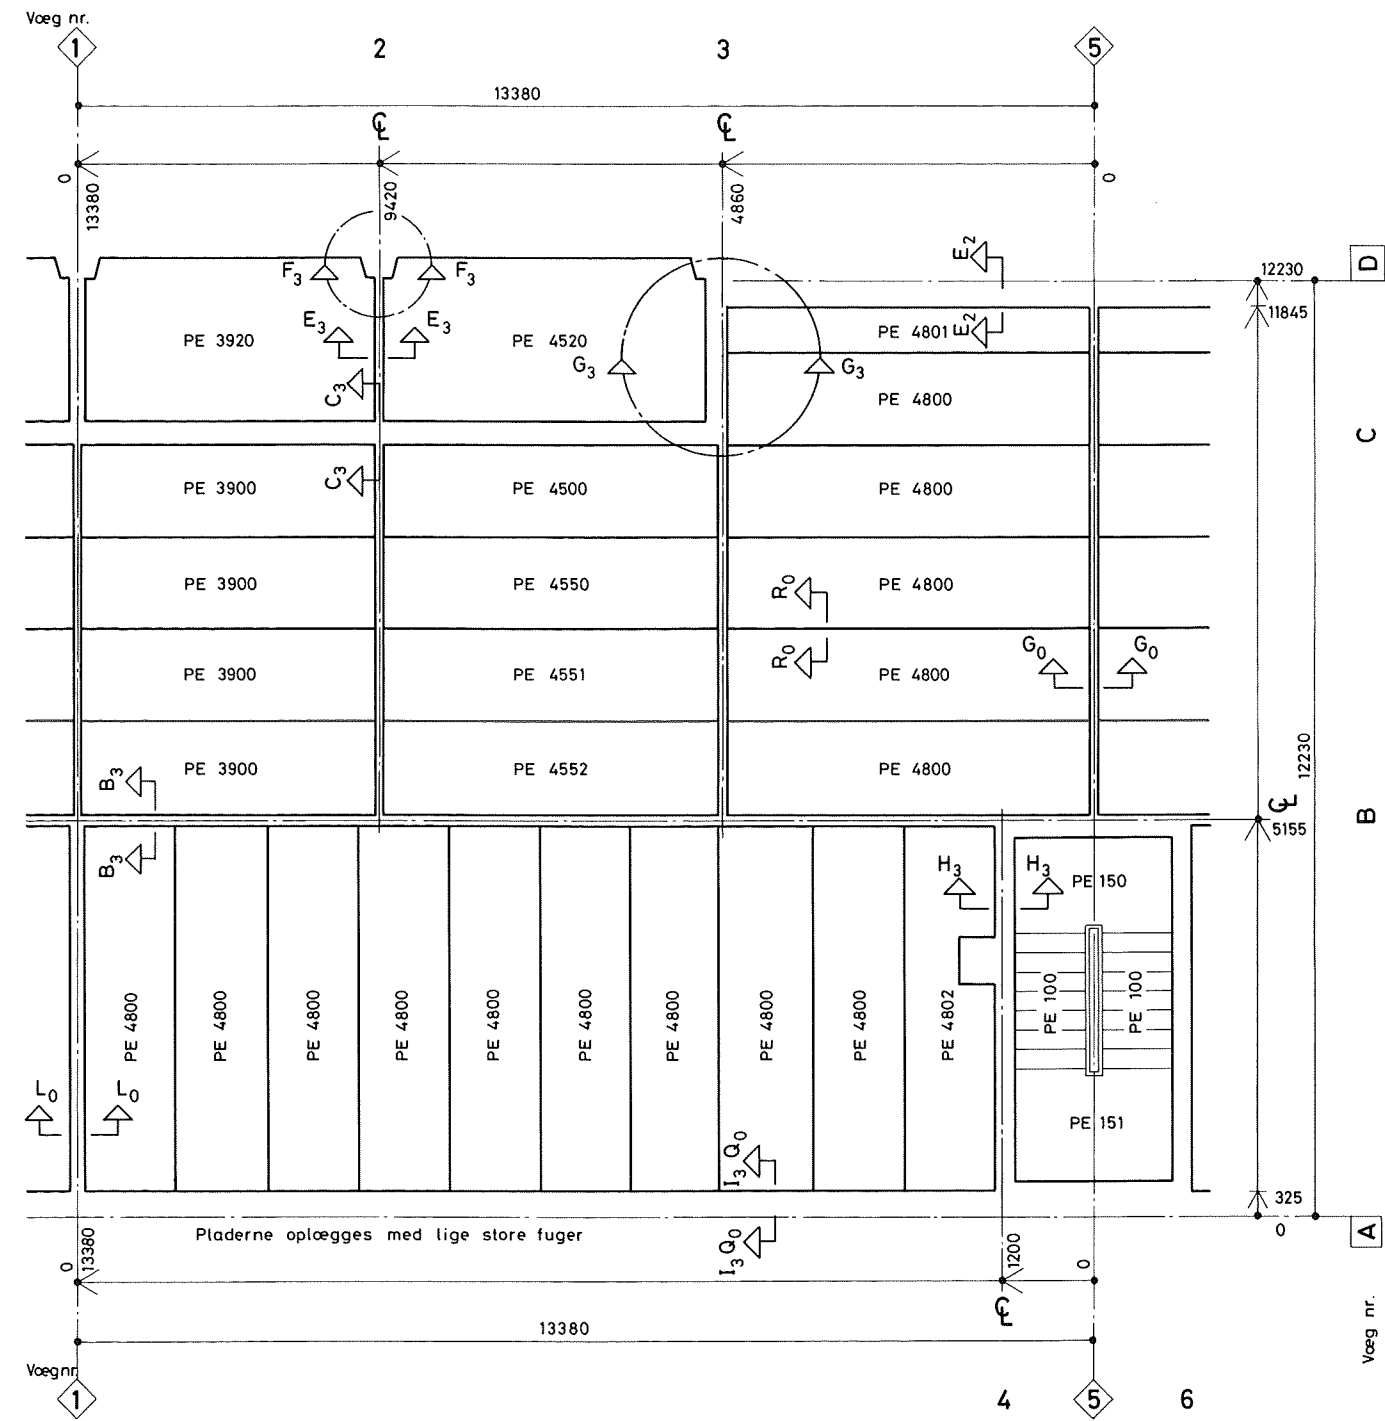 Væg nr.
1 2 3 5
13380
C̵L C̵L
0 13380 9420 4860 0
D
12230
11845
F3 F3
E2
E2
E3 E3
G3 G3
C3
C3
PE 3920 PE 4520 PE 4801
PE 4800
C
PE 3900 PE 4500 PE 4800
PE 3900 PE 4550 PE 4800
R0
R0
G0 G0
PE 3900 PE 4551 PE 4800
PE 3900 PE 4552 PE 4800
12230
B3
B3
CL
5155
B
H3 H3
PE 150
PE 4800 PE 4800 PE 4800 PE 4800 PE 4800 PE 4800 PE 4800 PE 4800 PE 4800 PE 4802 PE 100 PE 100
L0 L0
PE 151
I3 Q0
325
0
A
Pladerne oplægges med lige store fuger
I3 Q0
0 13380 1200 0
CL
13380
Væg nr.
Væg nr.
1 4 5 6